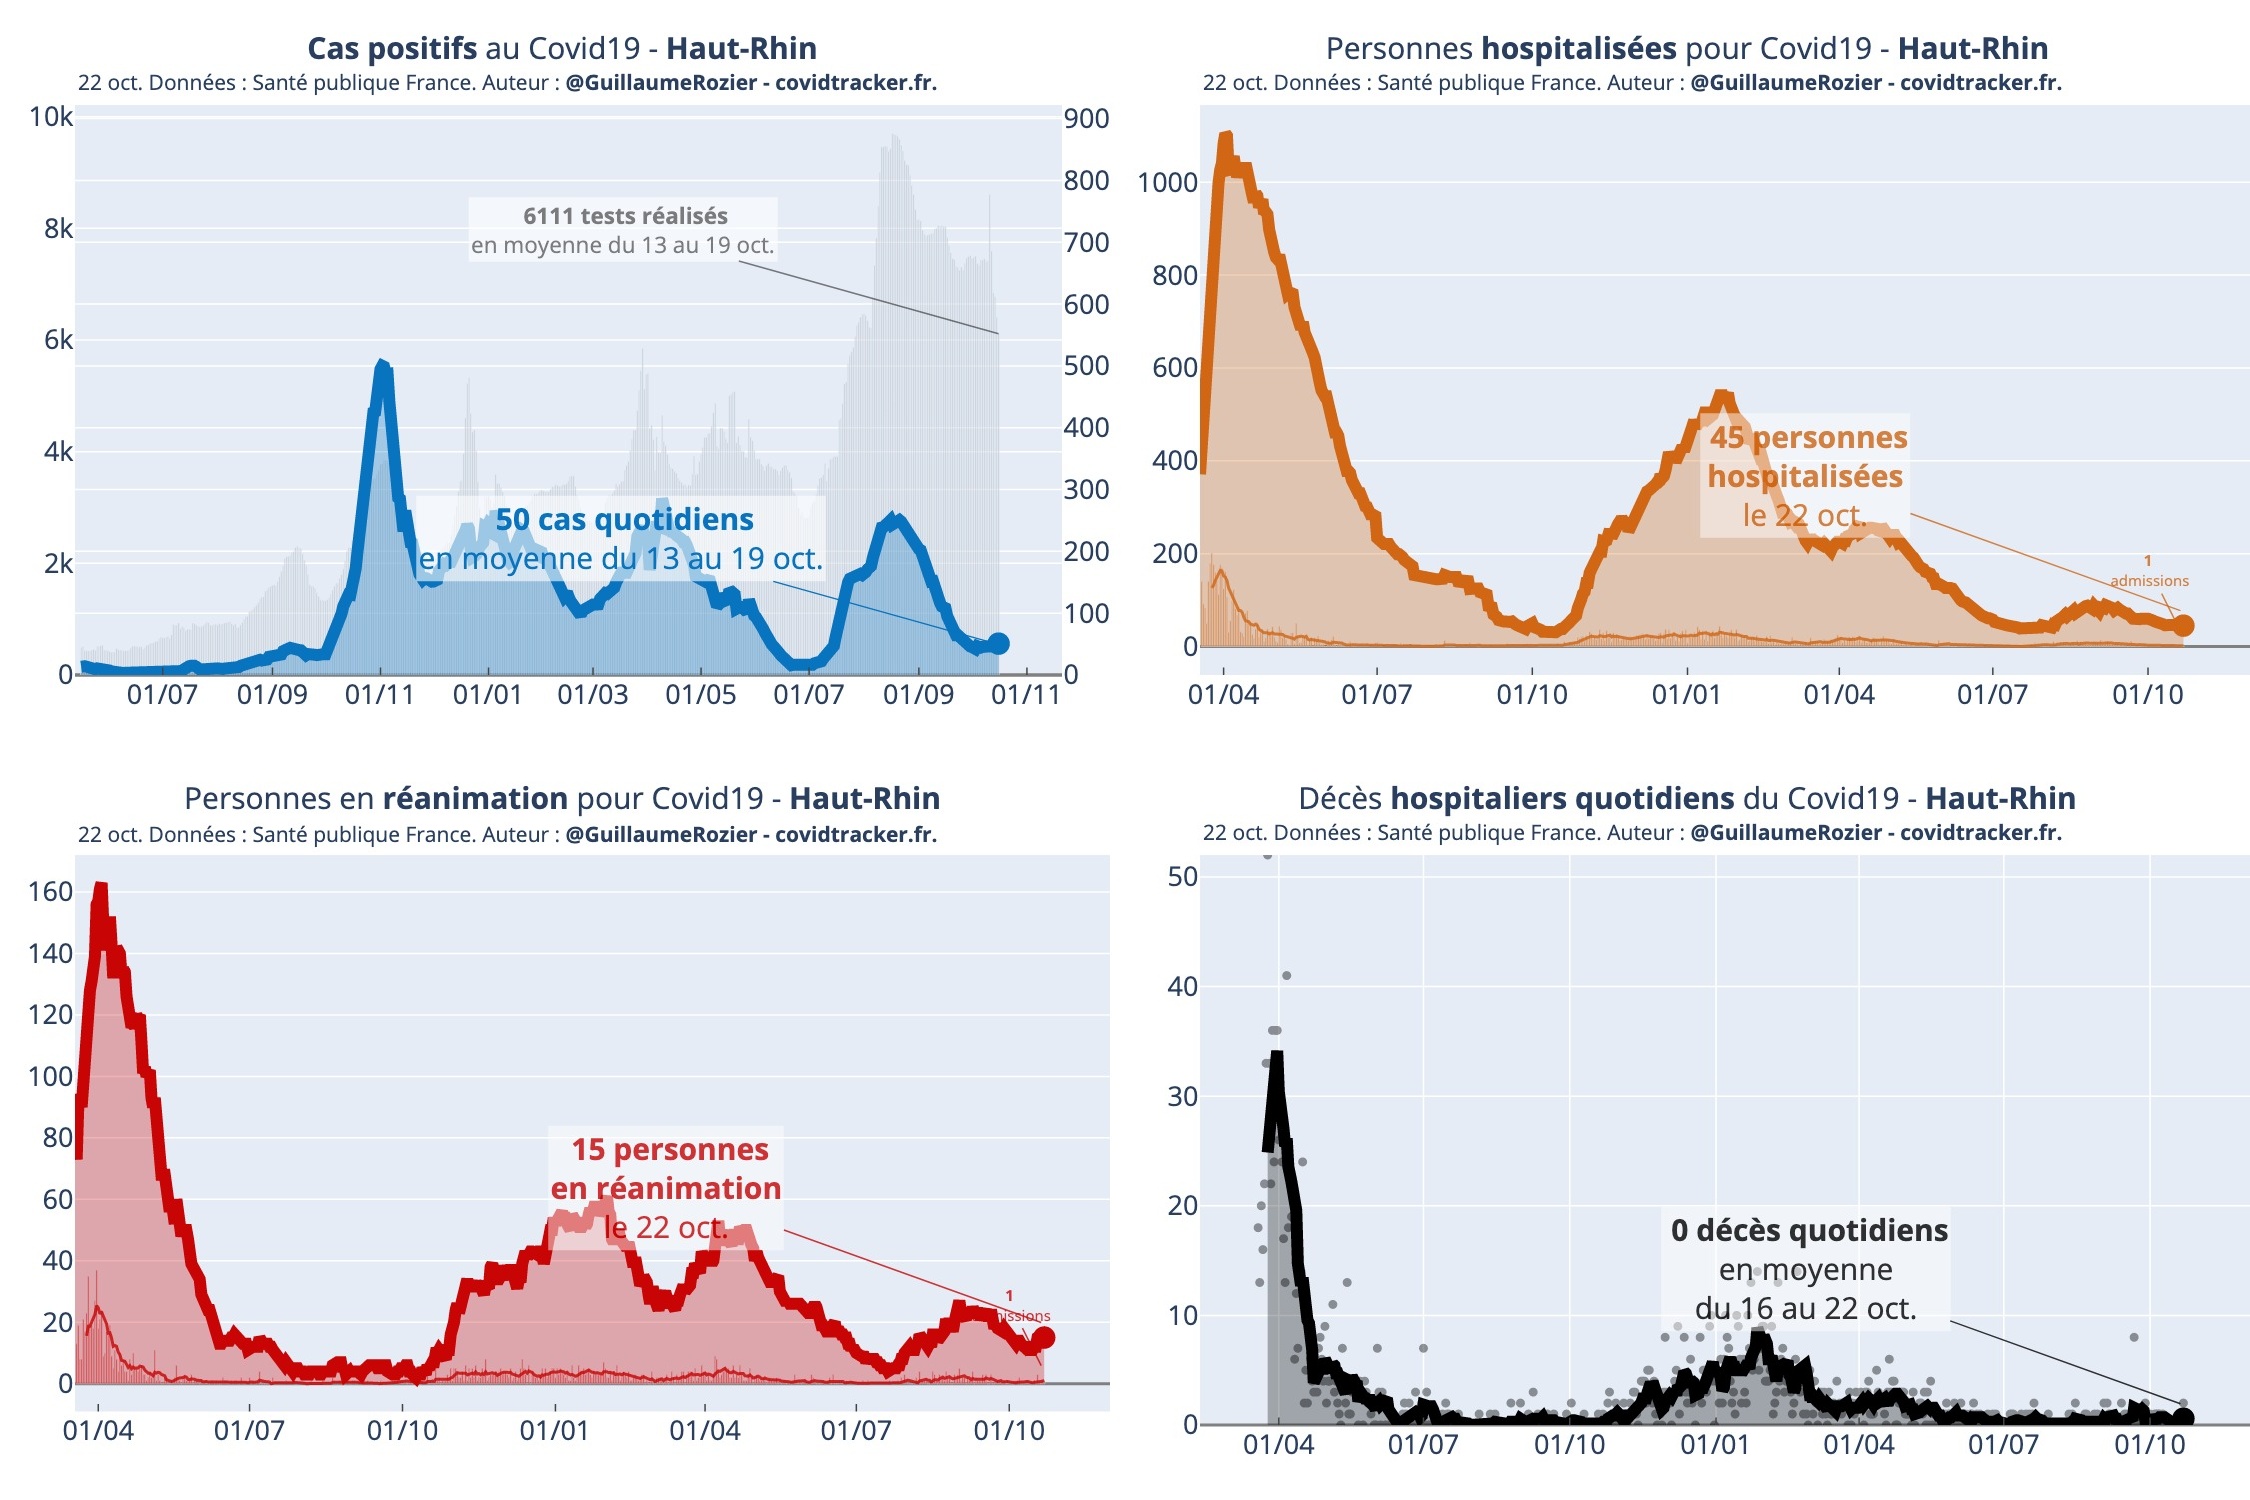 Cas positifs au Covid19 - Haut-Rhin
22 oct. Données : Santé publique France. Auteur : @GuillaumeRozier - covidtracker.fr.
10k
8k
6k
4k
2k
0
900
800
700
600
500
400
300
200
100
0
6111 tests réalisés
en moyenne du 13 au 19 oct.
50 cas quotidiens
en moyenne du 13 au 19 oct.
01/07 01/09 01/11 01/01 01/03 01/05 01/07 01/09 01/11
Personnes hospitalisées pour Covid19 - Haut-Rhin
22 oct. Données : Santé publique France. Auteur : @GuillaumeRozier - covidtracker.fr.
1000
800
600
400
200
0
45 personnes
hospitalisées
le 22 oct.
1
admissions
01/04 01/07 01/10 01/01 01/04 01/07 01/10
Personnes en réanimation pour Covid19 - Haut-Rhin
22 oct. Données : Santé publique France. Auteur : @GuillaumeRozier - covidtracker.fr.
160
140
120
100
80
60
40
20
0
15 personnes
en réanimation
le 22 oct.
1
01/04 01/07 01/10 01/01 01/04 01/07 01/10
Décès hospitaliers quotidiens du Covid19 - Haut-Rhin
22 oct. Données : Santé publique France. Auteur : @GuillaumeRozier - covidtracker.fr.
50
40
30
20
10
0
0 décès quotidiens
en moyenne
du 16 au 22 oct.
01/04 01/07 01/10 01/01 01/04 01/07 01/10